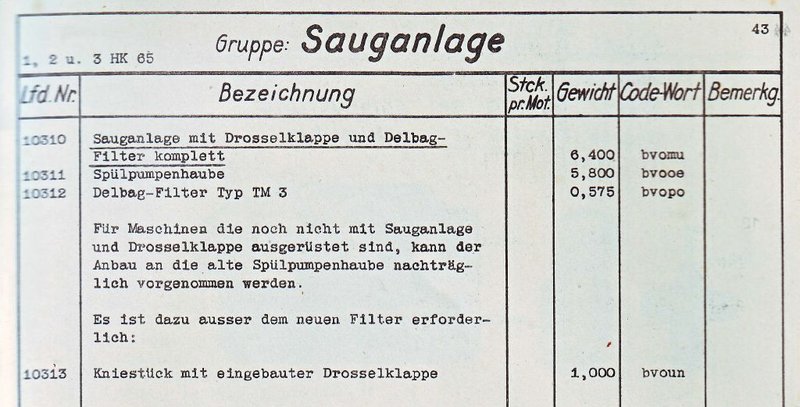 43
Gruppe: Sauganlage
1, 2 u. 3 HK 65
Lfd. Nr. Bezeichnung Stck. pr. Mot. Gewicht Code-Wort Bemerkg.
10310 Sauganlage mit Drosselklappe und Delbag-
Filter komplett 6,400 bvomu
10311 Spülpumpenhaube 5,800 bvooe
10312 Delbag-Filter Typ TM 3 0,575 bvopo
Für Maschinen die noch nicht mit Sauganlage
und Drosselklappe ausgerüstet sind, kann der
Anbau an die alte Spülpumpenhaube nachträg-
lich vorgenommen werden.
Es ist dazu ausser dem neuen Filter erforder-
lich:
10313 Kniestück mit eingebauter Drosselklappe 1,000 bvoun